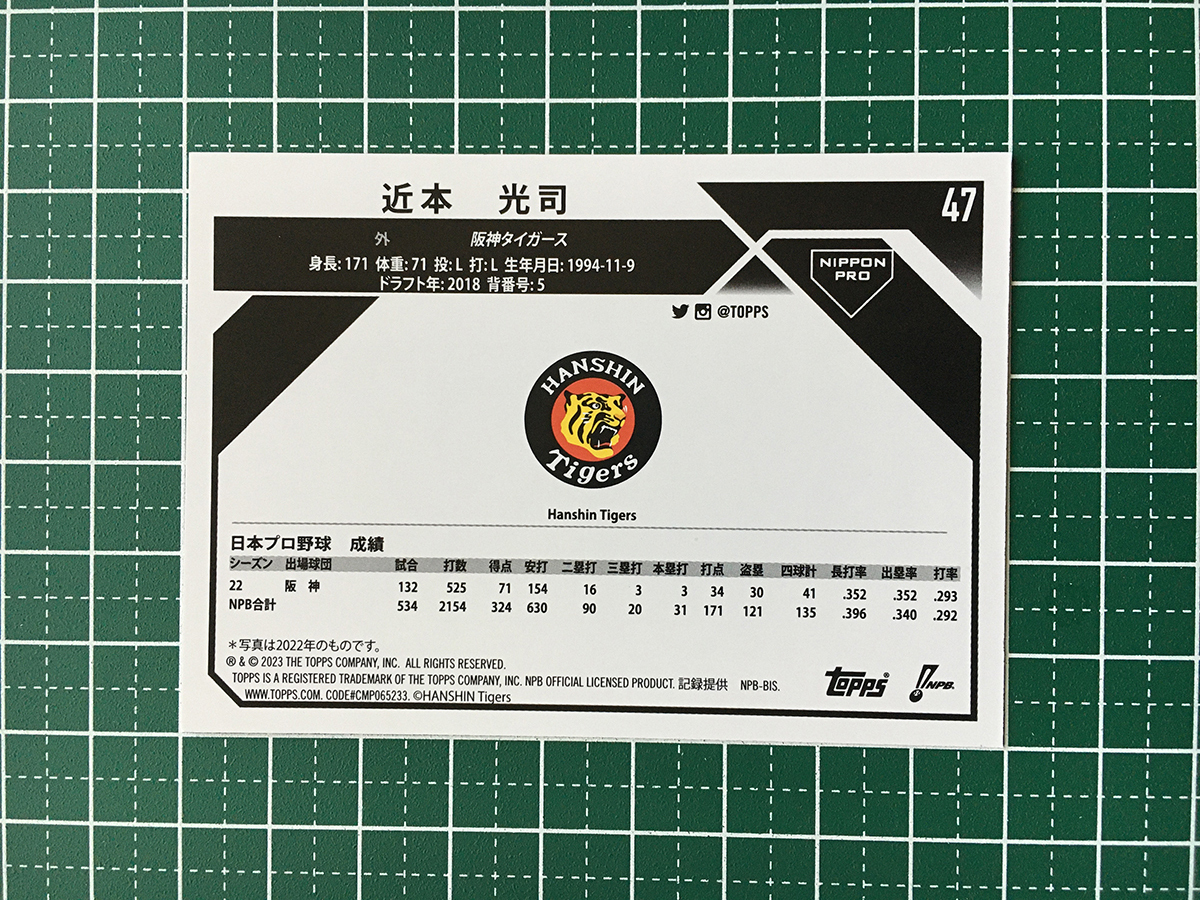 近本 光司
47
外 阪神タイガース
身長: 171 体重: 71 投: L 打: L 生年月日: 1994-11-9
ドラフト年: 2018 背番号: 5
NIPPON
PRO
@TOPPS
HANSHIN
Tigers
Hanshin Tigers
日本プロ野球 成績
シーズン 出場球団 試合 打数 得点 安打 二塁打 三塁打 本塁打 打点 盗塁 四球計 長打率 出塁率 打率
22 阪 神 132 525 71 154 16 3 3 34 30 41 .352 .352 .293
NPB合計 534 2154 324 630 90 20 31 171 121 135 .396 .340 .292
＊写真は2022年のものです。
® & © 2023 THE TOPPS COMPANY, INC. ALL RIGHTS RESERVED.
TOPPS IS A REGISTERED TRADEMARK OF THE TOPPS COMPANY, INC. NPB OFFICIAL LICENSED PRODUCT. 記録提供 NPB-BIS.
WWW.TOPPS.COM. CODE#CMP065233. ©HANSHIN Tigers
topps®
NPB®